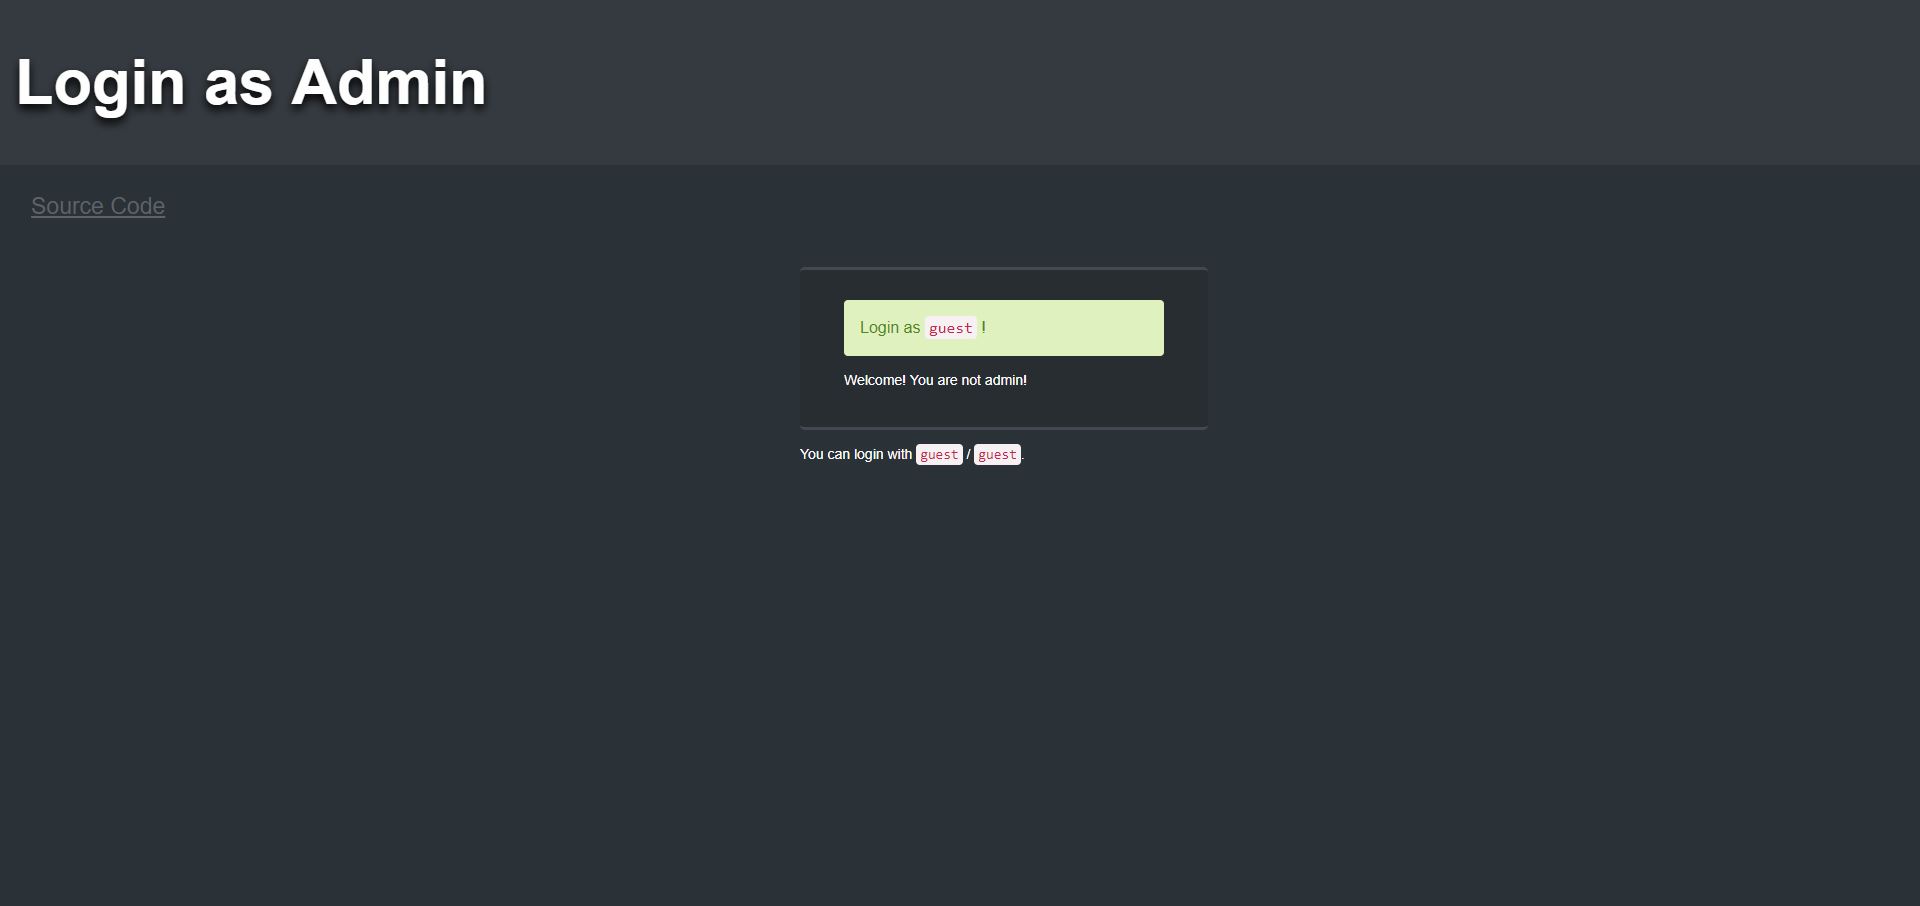 Login as Admin
Source Code
Login as guest !
Welcome! You are not admin!
You can login with guest / guest.